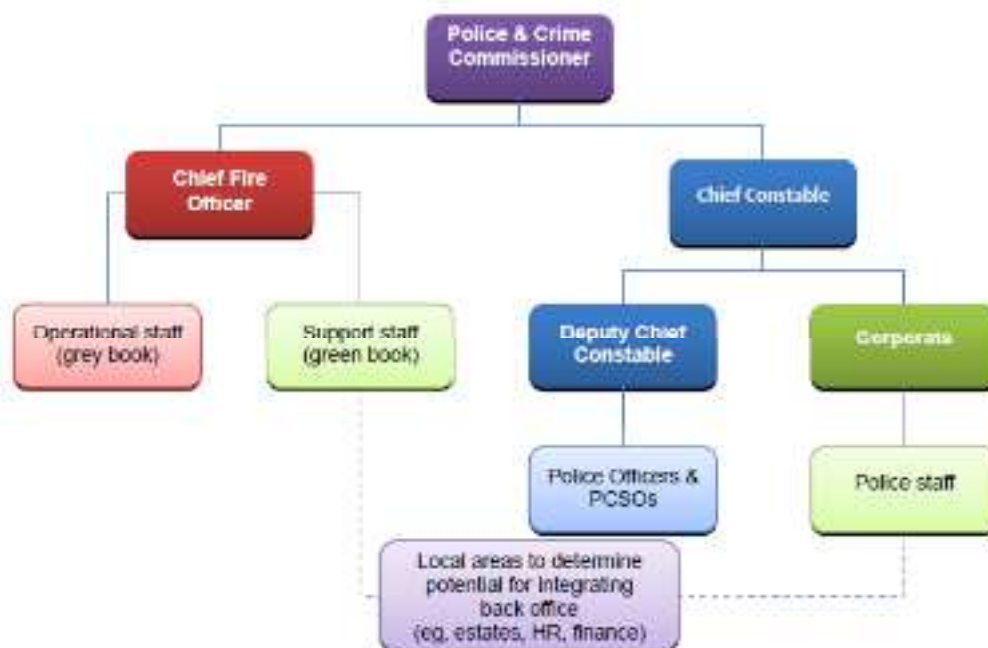 Police & Crime
Commissioner
Chief Fire
Officer
Chief Constable
Operational staff
(grey book)
Support staff
(green book)
Deputy Chief
Constable
Corporate
Police Officers &
PCSOs
Police staff
Local areas to determine
potential for integrating
back office
(eg, estates, HR, finance)